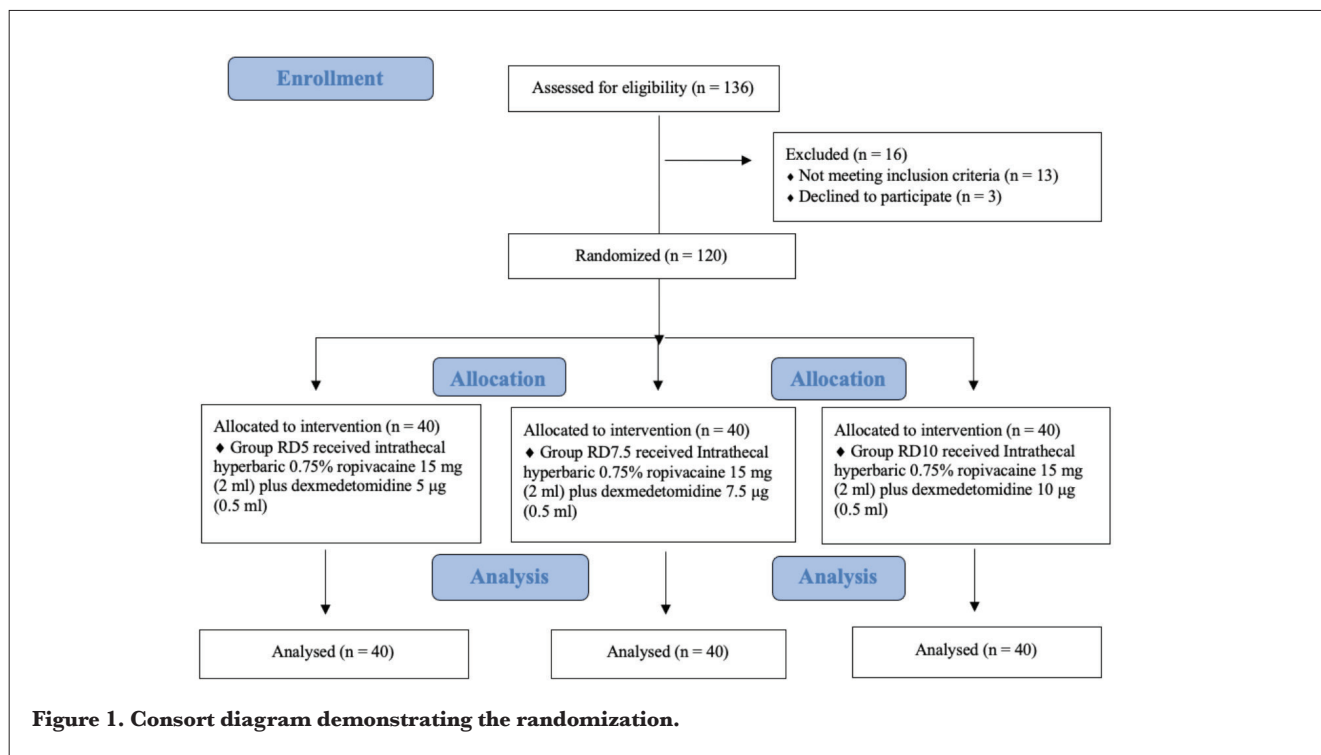 Enrollment
Assessed for eligibility (n = 136)
Excluded (n = 16)
♦ Not meeting inclusion criteria (n = 13)
♦ Declined to participate (n = 3)
Randomized (n = 120)
Allocation
Allocation
Allocated to intervention (n = 40)
♦ Group RD5 received intrathecal
hyperbaric 0.75% ropivacaine 15 mg
(2 ml) plus dexmedetomidine 5 μg
(0.5 ml)
Allocated to intervention (n = 40)
♦ Group RD7.5 received Intrathecal
hyperbaric 0.75% ropivacaine 15 mg
(2 ml) plus dexmedetomidine 7.5 μg
(0.5 ml)
Allocated to intervention (n = 40)
♦ Group RD10 received Intrathecal
hyperbaric 0.75% ropivacaine 15 mg
(2 ml) plus dexmedetomidine 10 μg
(0.5 ml)
Analysis
Analysis
Analysed (n = 40)
Analysed (n = 40)
Analysed (n = 40)
Figure 1. Consort diagram demonstrating the randomization.